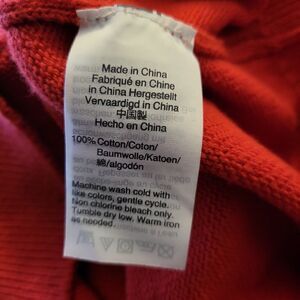 Made in China
Fabriqué en Chine
in China Hergestellt
Vervaardigd in China
中国製
Hecho en China
100% Cotton/Coton/
Baumwolle/Katoen/
綿/algodón
Machine wash cold with
like colors, gentle cycle.
Non chlorine bleach only.
Tumble dry low. Warm iron
as needed.